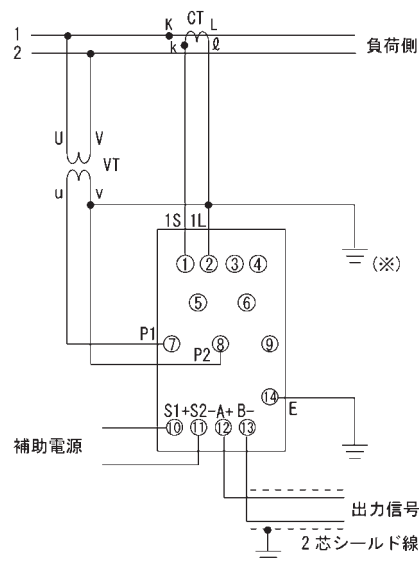 CT
K L
1
2
k ℓ
負荷側
U V
VT
u v
1S 1L
① ② ③ ④
(※)
⑤ ⑥
P1
⑦ ⑧ ⑨
P2
⑭
E
S1+S2-A+B-
⑩ ⑪ ⑫ ⑬
補助電源
出力信号
2芯シールド線